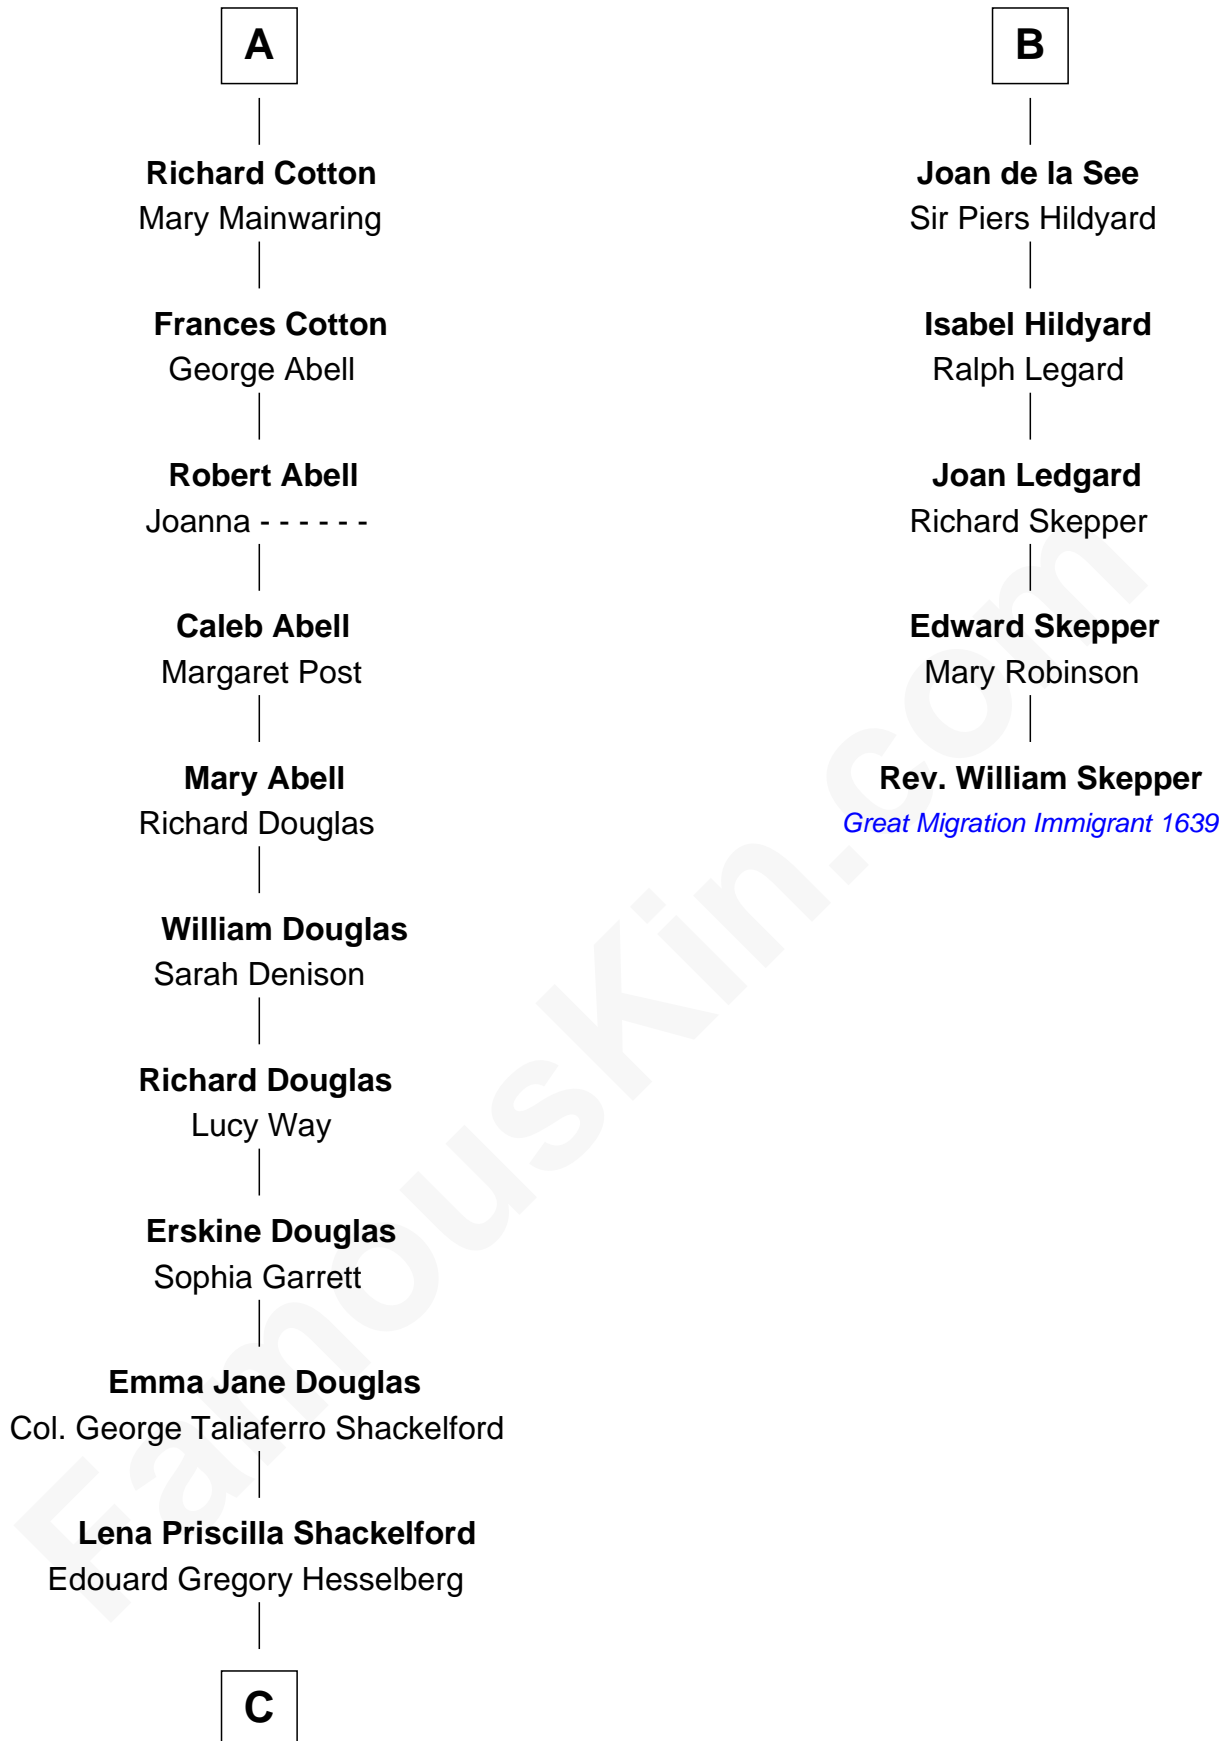 A
Richard Cotton
Mary Mainwaring
Frances Cotton
George Abell
Robert Abell
Joanna - - - - - -
Caleb Abell
Margaret Post
Mary Abell
Richard Douglas
William Douglas
Sarah Denison
Richard Douglas
Lucy Way
Erskine Douglas
Sophia Garrett
Emma Jane Douglas
Col. George Taliaferro Shackelford
Lena Priscilla Shackelford
Edouard Gregory Hesselberg
C
B
Joan de la See
Sir Piers Hildyard
Isabel Hildyard
Ralph Legard
Joan Ledgard
Richard Skepper
Edward Skepper
Mary Robinson
Rev. William Skepper
Great Migration Immigrant 1639
FamousKin.com